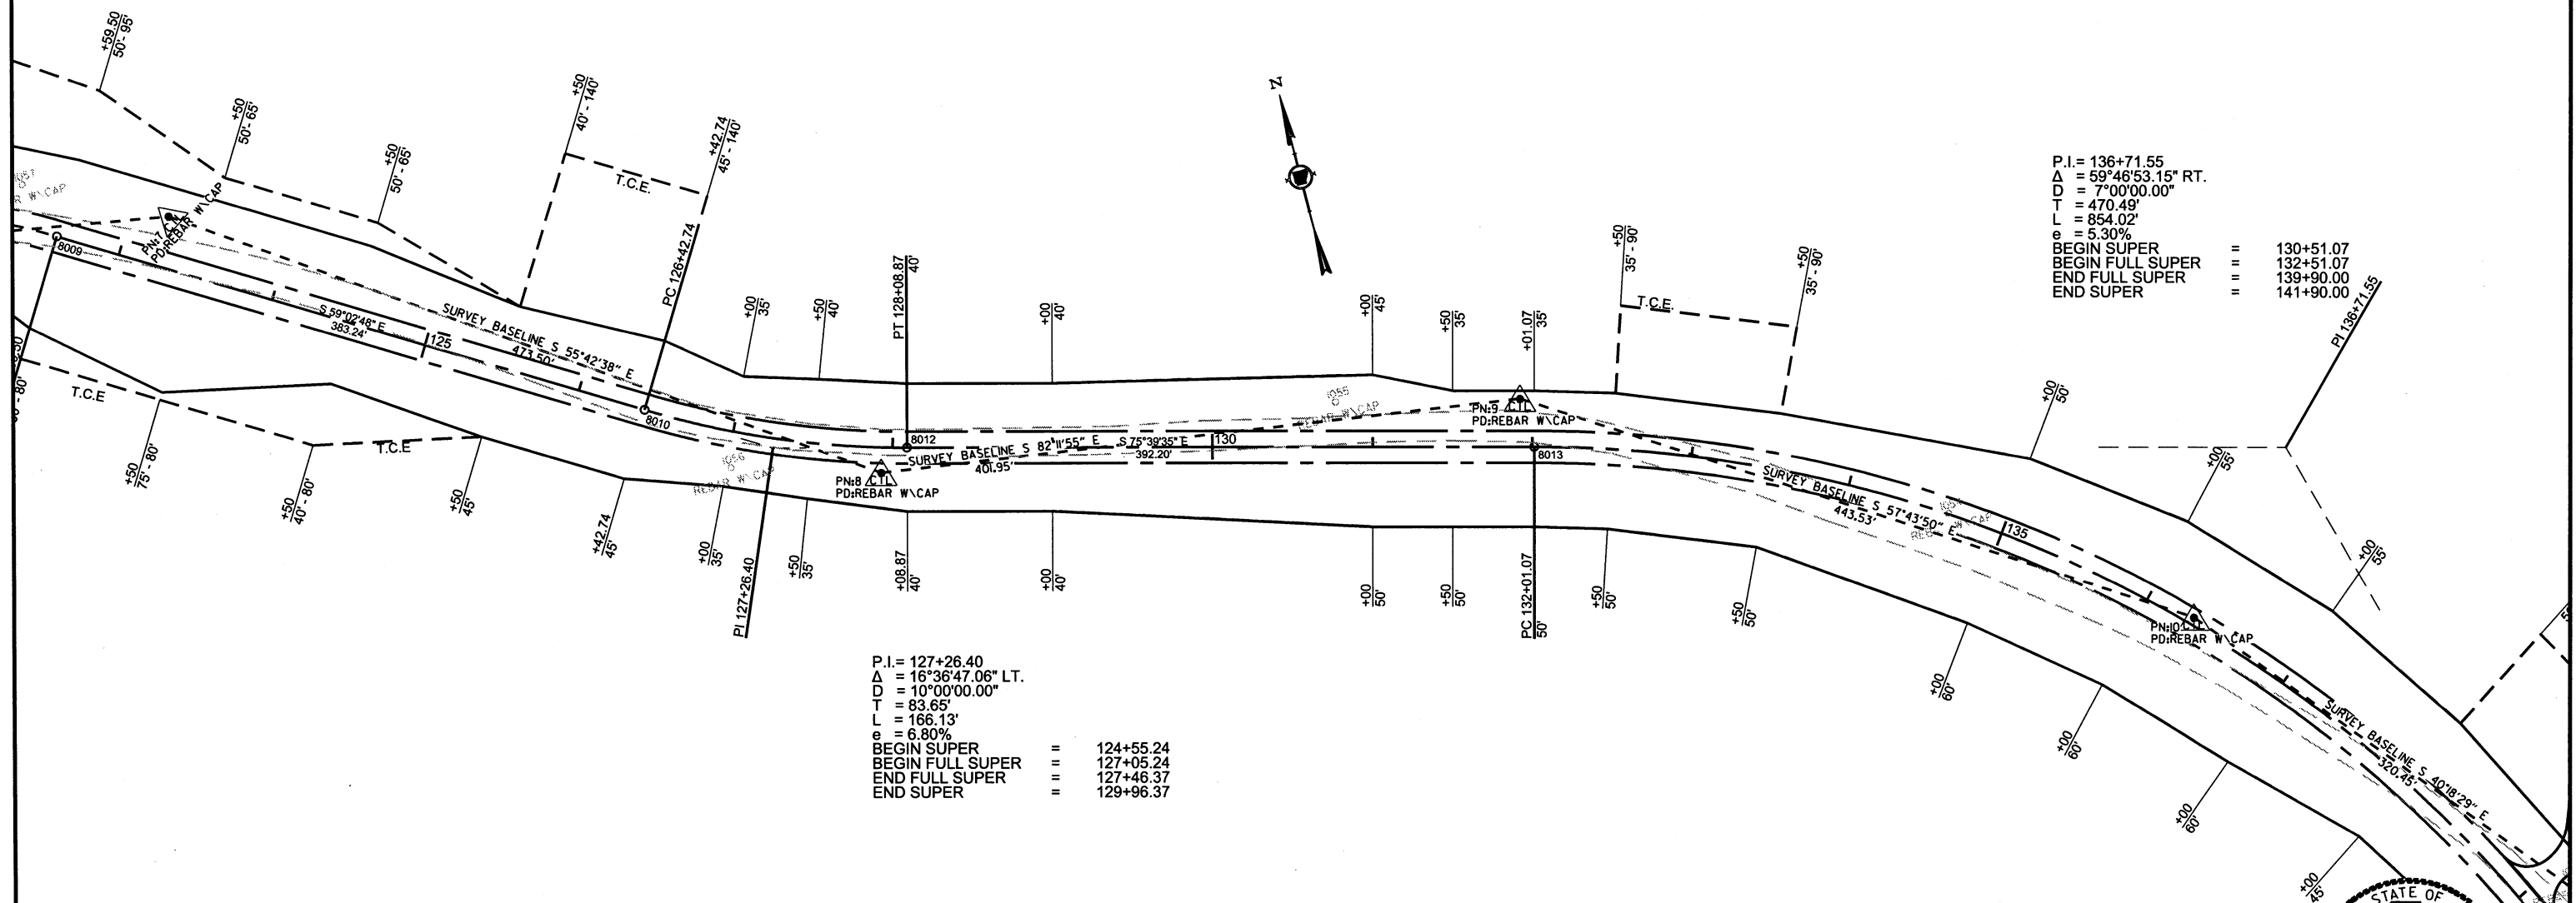 +59.50
50'- 95'
+50
50'- 65'
+50
50' - 65'
+50
40' - 140'
+42.74
45' - 140'
T.C.E.
PC 126+42.74
+00
35'
+50
40'
PT 128+08.87
40'
+00
40'
N
+00
45'
+50
35'
+01.07
35'
+50
35' - 90'
+50
35' - 90'
T.C.E.
P.I.= 136+71.55
Δ = 59°46'53.15" RT.
D = 7°00'00.00"
T = 470.49'
L = 854.02'
e = 5.30%
BEGIN SUPER = 130+51.07
BEGIN FULL SUPER = 132+51.07
END FULL SUPER = 139+90.00
END SUPER = 141+90.00
PI 136+71.55
+00
50'
+00
55'
+00
55'
1057
W\CAP
PN:7
PD:REBAR W\CAP
8009
S 59°02'48" E
383.24'
SURVEY BASELINE S 55°42'38" E
473.50'
125
8010
1056
REBAR W\CAP
8012
PN:8 CTL
PD:REBAR W\CAP
SURVEY BASELINE S 82°11'55" E
401.95'
S 75°39'35" E
392.20'
130
1055
REBAR W\CAP
PN:9 CTL
PD:REBAR W\CAP
8013
SURVEY BASELINE S 57°43'50" E
443.53'
135
PN:10 CTL
PD:REBAR W\CAP
SURVEY BASELINE S 40°18'29" E
320.45'
- 80'
T.C.E
+50
75' - 80'
+50
40' - 80'
T.C.E
+50
45'
+42.74
45'
+00
35'
PI 127+26.40
+50
35'
+08.87
40'
+00
40'
+00
50'
+50
50'
PC 132+01.07
50'
+50
50'
+50
50'
+00
60'
+00
60'
+00
60'
+00
45'
P.I.= 127+26.40
Δ = 16°36'47.06" LT.
D = 10°00'00.00"
T = 83.65'
L = 166.13'
e = 6.80%
BEGIN SUPER = 124+55.24
BEGIN FULL SUPER = 127+05.24
END FULL SUPER = 127+46.37
END SUPER = 129+96.37
STATE OF